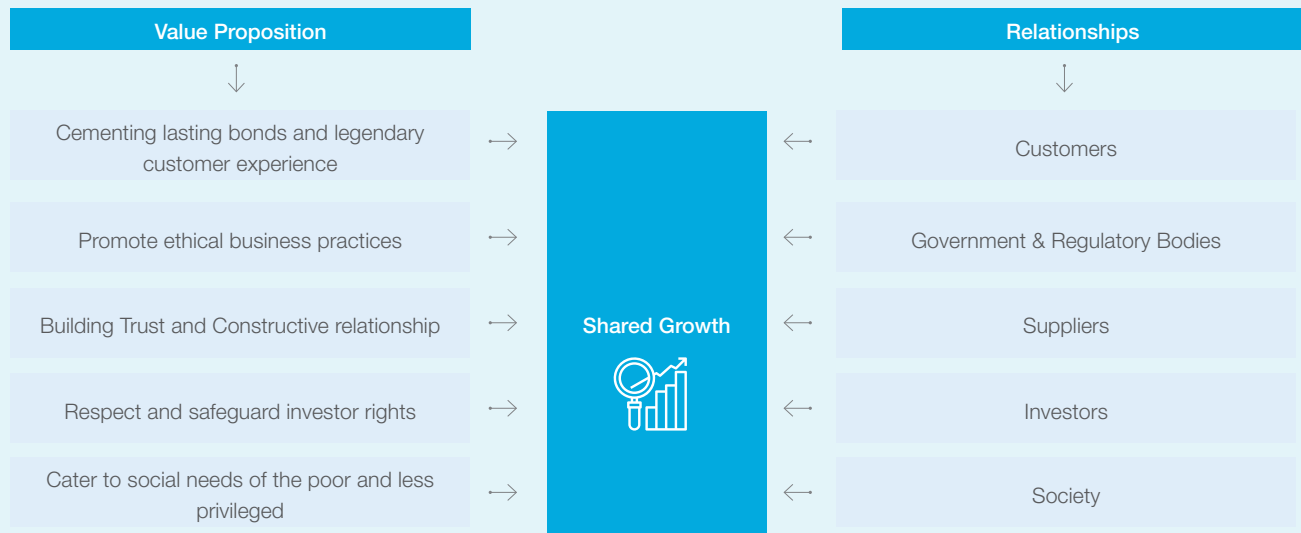 Value Proposition
Relationships
Cementing lasting bonds and legendary
customer experience
Customers
Promote ethical business practices
Government & Regulatory Bodies
Building Trust and Constructive relationship
Shared Growth
Suppliers
Respect and safeguard investor rights
Investors
Cater to social needs of the poor and less
privileged
Society